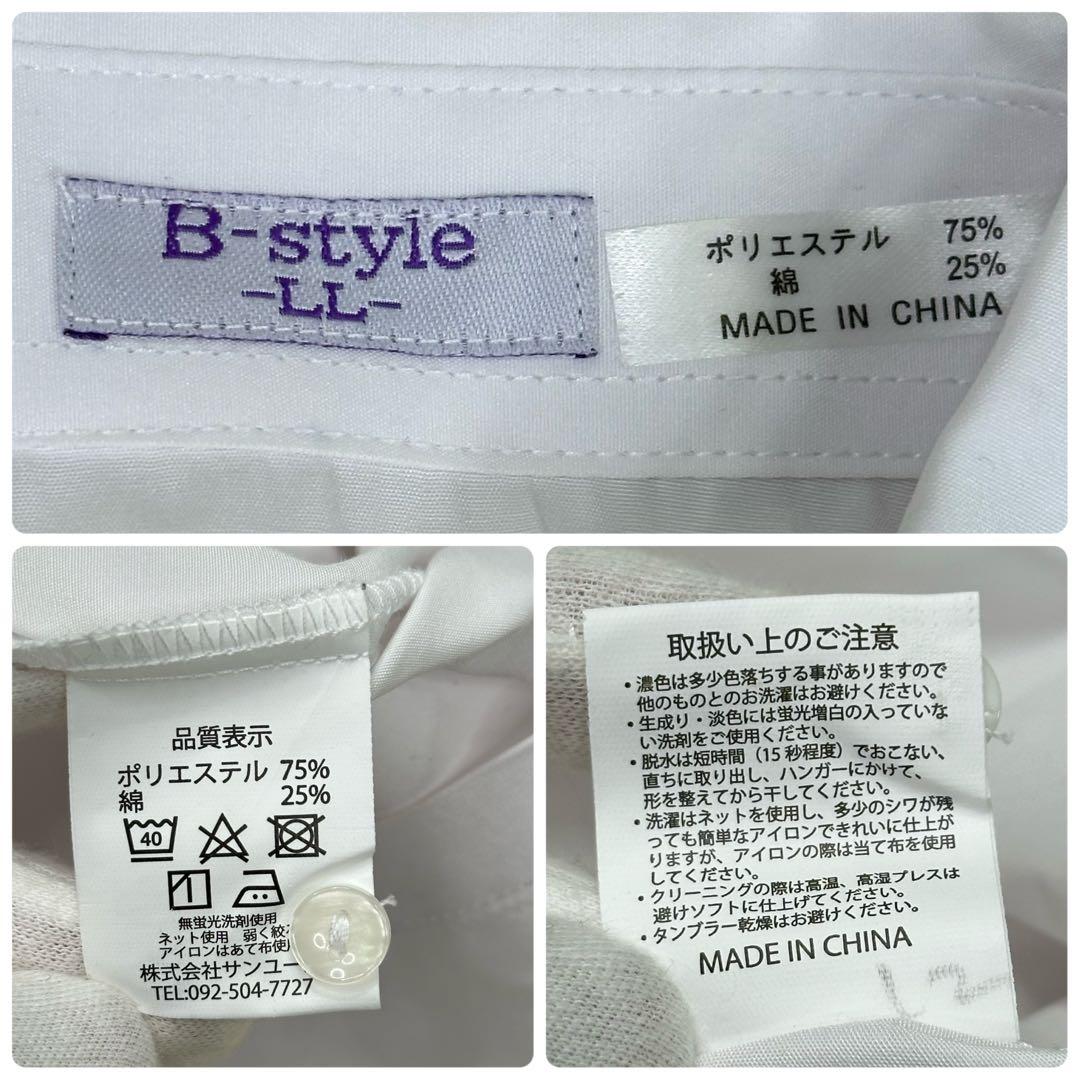 B-style
-LL-
ポリエステル 75%
綿 25%
MADE IN CHINA
品質表示
ポリエステル 75%
綿 25%
40
無蛍光洗剤使用
ネット使用 弱く絞
アイロンはあて布使
株式会社サンユー
TEL:092-504-7727
取扱い上のご注意
・濃色は多少色落ちする事がありますので
他のものとのお洗濯はお避けください。
・生成り・淡色には蛍光増白の入っていな
い洗剤をご使用ください。
・脱水は短時間(15秒程度)でおこない、
直ちに取り出し、ハンガーにかけて、
形を整えてから干してください。
・洗濯はネットを使用し、多少のシワが残
っても簡単なアイロンできれいに仕上が
りますが、アイロンの際は当て布を使用
してください。
・クリーニングの際は高温、高湿プレスは
避けソフトに仕上げてください。
・タンブラー乾燥はお避けください。
MADE IN CHINA